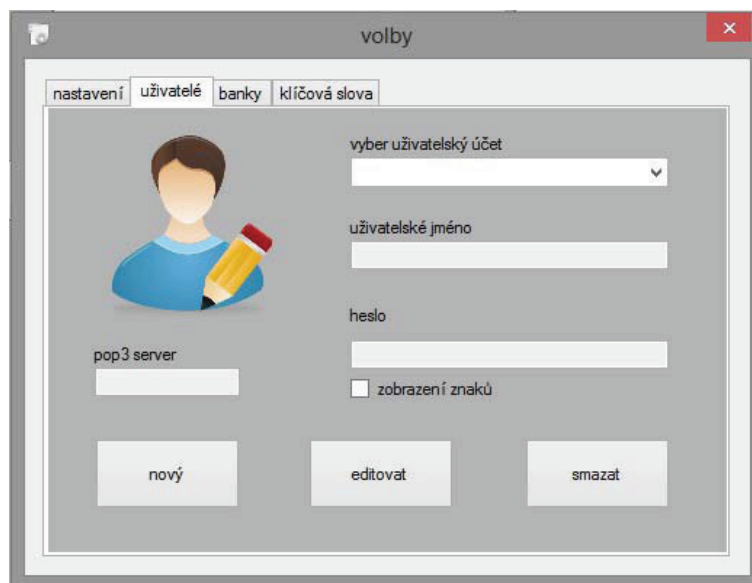 volby
nastavení uživatelé banky klíčová slova
vyber uživatelský účet
uživatelské jméno
heslo
pop3 server
zobrazení znaků
nový editovat smazat